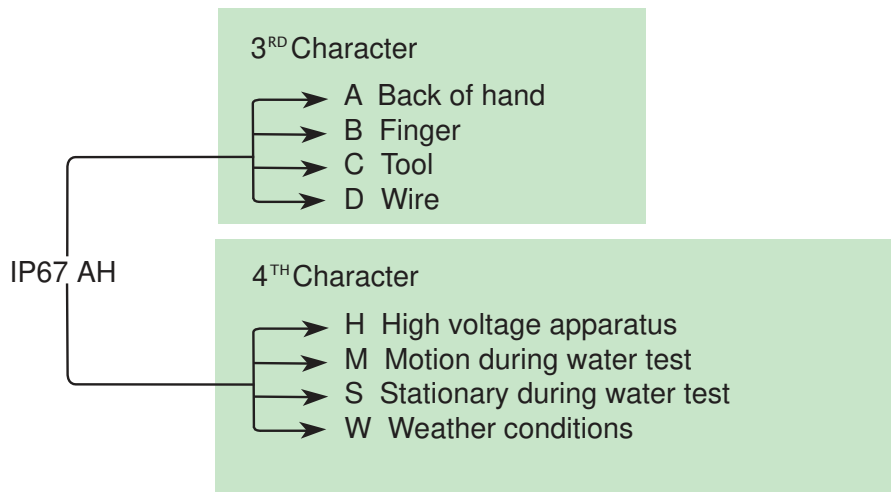 3RD Character
A Back of hand
B Finger
C Tool
D Wire
IP67 AH
4TH Character
H High voltage apparatus
M Motion during water test
S Stationary during water test
W Weather conditions